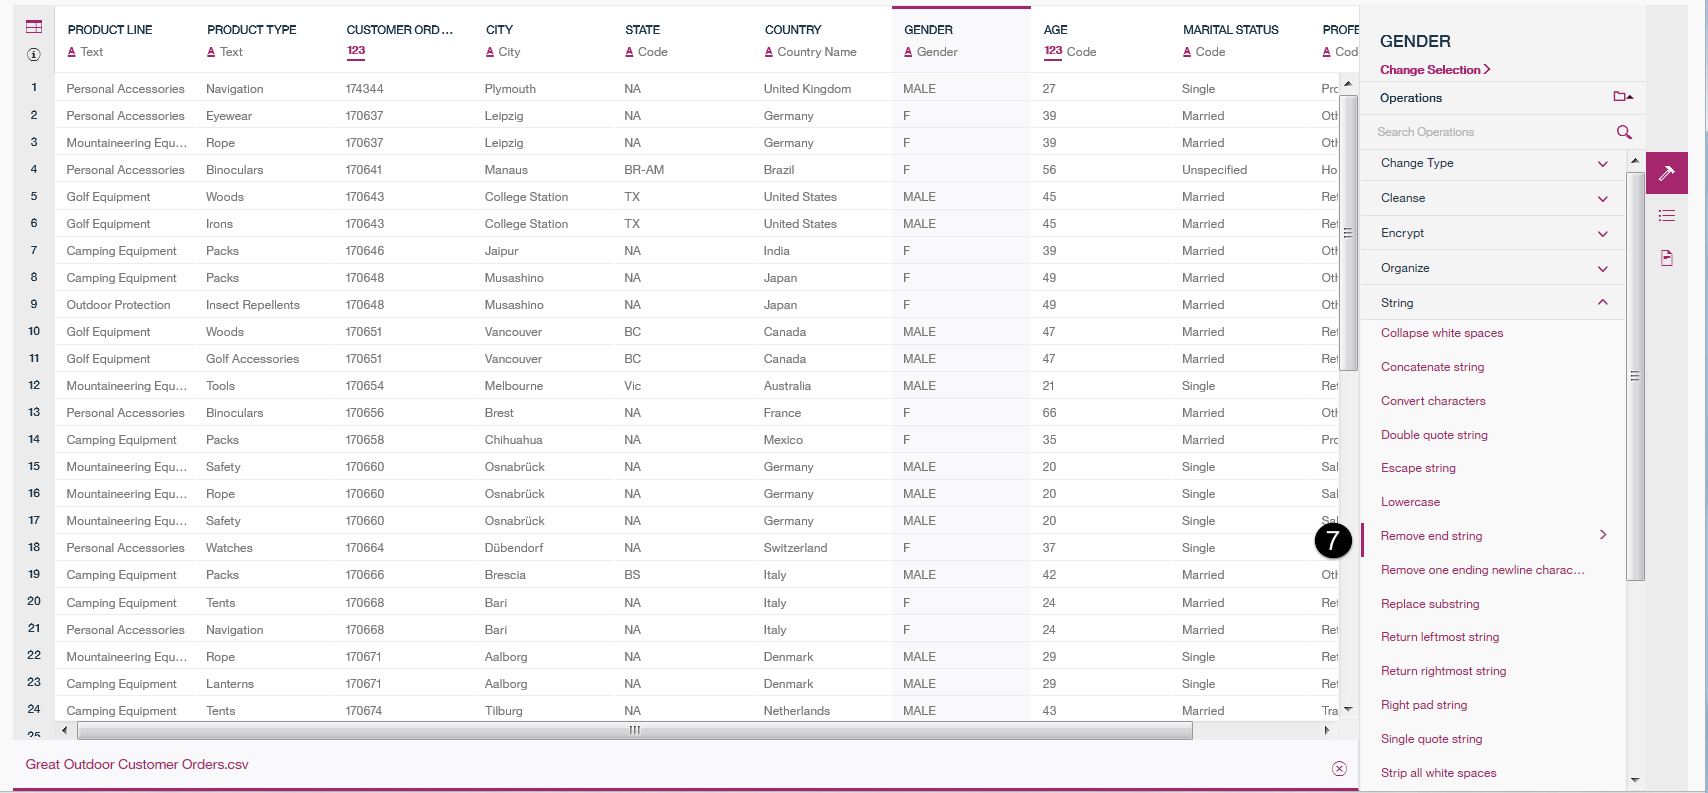 PRODUCT LINE PRODUCT TYPE CUSTOMER ORD... CITY STATE COUNTRY GENDER AGE MARITAL STATUS PROFE
A Text A Text 123 A City A Code A Country Name A Gender 123 Code A Code A Cod
1 Personal Accessories Navigation 174344 Plymouth NA United Kingdom MALE 27 Single Pro
2 Personal Accessories Eyewear 170637 Leipzig NA Germany F 39 Married Oth
3 Mountaineering Equ... Rope 170637 Leipzig NA Germany F 39 Married Oth
4 Personal Accessories Binoculars 170641 Manaus BR-AM Brazil F 56 Unspecified Ho
5 Golf Equipment Woods 170643 College Station TX United States MALE 45 Married Ret
6 Golf Equipment Irons 170643 College Station TX United States MALE 45 Married Ret
7 Camping Equipment Packs 170646 Jaipur NA India F 39 Married Oth
8 Camping Equipment Packs 170648 Musashino NA Japan F 49 Married Oth
9 Outdoor Protection Insect Repellents 170648 Musashino NA Japan F 49 Married Oth
10 Golf Equipment Woods 170651 Vancouver BC Canada MALE 47 Married Ret
11 Golf Equipment Golf Accessories 170651 Vancouver BC Canada MALE 47 Married Ret
12 Mountaineering Equ... Tools 170654 Melbourne Vic Australia MALE 21 Single Ret
13 Personal Accessories Binoculars 170656 Brest NA France F 66 Married Oth
14 Camping Equipment Packs 170658 Chihuahua NA Mexico F 35 Married Pro
15 Mountaineering Equ... Safety 170660 Osnabrück NA Germany MALE 20 Single Sal
16 Mountaineering Equ... Rope 170660 Osnabrück NA Germany MALE 20 Single Sal
17 Mountaineering Equ... Safety 170660 Osnabrück NA Germany MALE 20 Single Sal
18 Personal Accessories Watches 170664 Dübendorf NA Switzerland F 37 Single
19 Camping Equipment Packs 170666 Brescia BS Italy MALE 42 Married Oth
20 Camping Equipment Tents 170668 Bari NA Italy F 24 Married Ret
21 Personal Accessories Navigation 170668 Bari NA Italy F 24 Married Ret
22 Mountaineering Equ... Rope 170671 Aalborg NA Denmark MALE 29 Single Ret
23 Camping Equipment Lanterns 170671 Aalborg NA Denmark MALE 29 Single Ret
24 Camping Equipment Tents 170674 Tilburg NA Netherlands MALE 43 Married Tra
25
Great Outdoor Customer Orders.csv
GENDER
Change Selection
Operations
Search Operations
Change Type
Cleanse
Encrypt
Organize
String
Collapse white spaces
Concatenate string
Convert characters
Double quote string
Escape string
Lowercase
7 Remove end string
Remove one ending newline charac...
Replace substring
Return leftmost string
Return rightmost string
Right pad string
Single quote string
Strip all white spaces